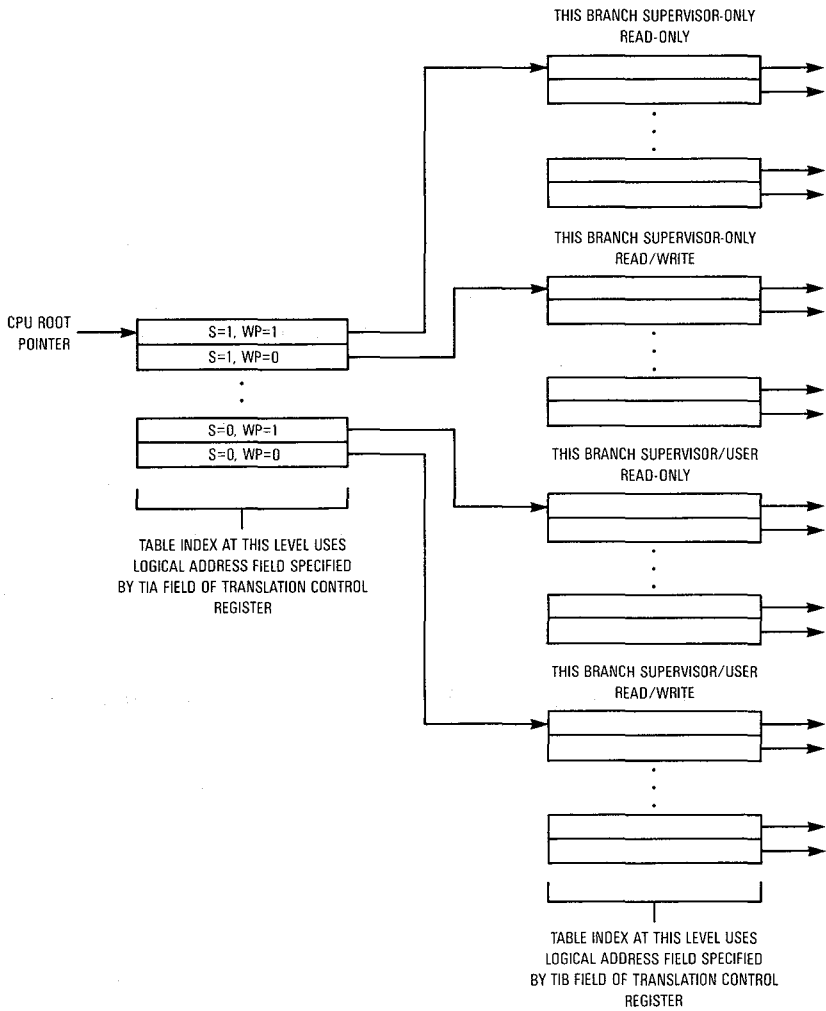 THIS BRANCH SUPERVISOR-ONLY
READ-ONLY
THIS BRANCH SUPERVISOR-ONLY
READ/WRITE
CPU ROOT
POINTER
S=1, WP=1
S=1, WP=0
S=0, WP=1
S=0, WP=0
THIS BRANCH SUPERVISOR/USER
READ-ONLY
TABLE INDEX AT THIS LEVEL USES
LOGICAL ADDRESS FIELD SPECIFIED
BY TIA FIELD OF TRANSLATION CONTROL
REGISTER
THIS BRANCH SUPERVISOR/USER
READ/WRITE
TABLE INDEX AT THIS LEVEL USES
LOGICAL ADDRESS FIELD SPECIFIED
BY TIB FIELD OF TRANSLATION CONTROL
REGISTER